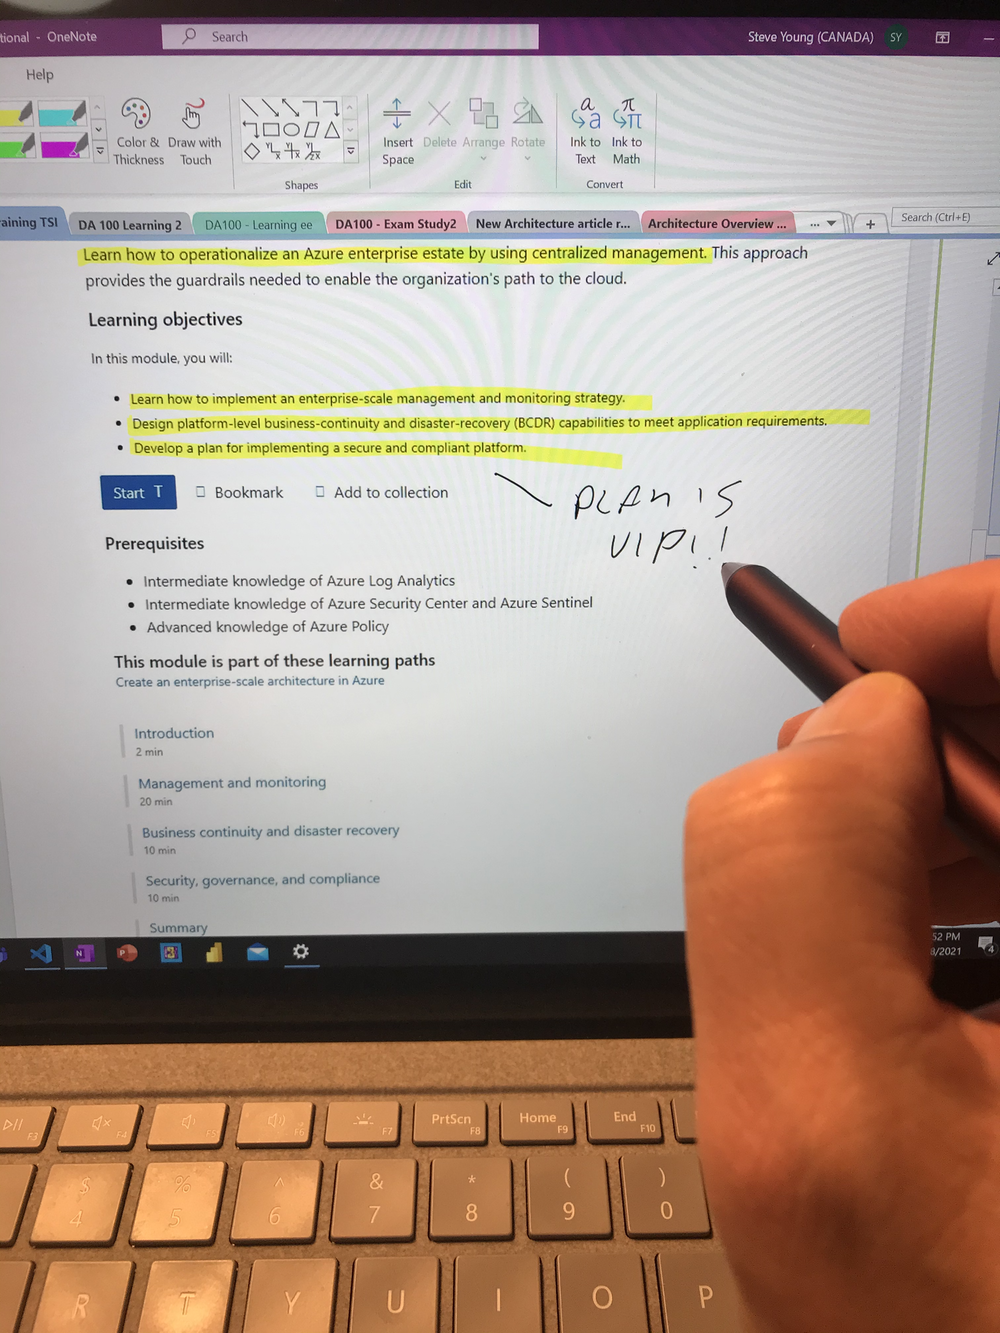 tional - OneNote
Search
Steve Young (CANADA)
SY
Help
Color &
Thickness
Draw with
Touch
Shapes
Insert
Space
Delete
Arrange
Rotate
Edit
Ink to
Text
Ink to
Math
Convert
aining TSI
DA 100 Learning 2
DA100 - Learning ee
DA100 - Exam Study2
New Architecture article r...
Architecture Overview ...
...
+
Search (Ctrl+E)
Learn how to operationalize an Azure enterprise estate by using centralized management. This approach
provides the guardrails needed to enable the organization's path to the cloud.
Learning objectives
In this module, you will:
• Learn how to implement an enterprise-scale management and monitoring strategy.
• Design platform-level business-continuity and disaster-recovery (BCDR) capabilities to meet application requirements.
• Develop a plan for implementing a secure and compliant platform.
Start T
Bookmark
Add to collection
PLAN IS
VIP!!
Prerequisites
• Intermediate knowledge of Azure Log Analytics
• Intermediate knowledge of Azure Security Center and Azure Sentinel
• Advanced knowledge of Azure Policy
This module is part of these learning paths
Create an enterprise-scale architecture in Azure
Introduction
2 min
Management and monitoring
20 min
Business continuity and disaster recovery
10 min
Security, governance, and compliance
10 min
Summary
52 PM
/2021
4
F3
F4
F5
F6
F7
PrtScn
F8
Home
F9
End
F10
$
4
%
5
^
6
&
7
*
8
(
9
)
0
R
T
Y
U
I
O
P